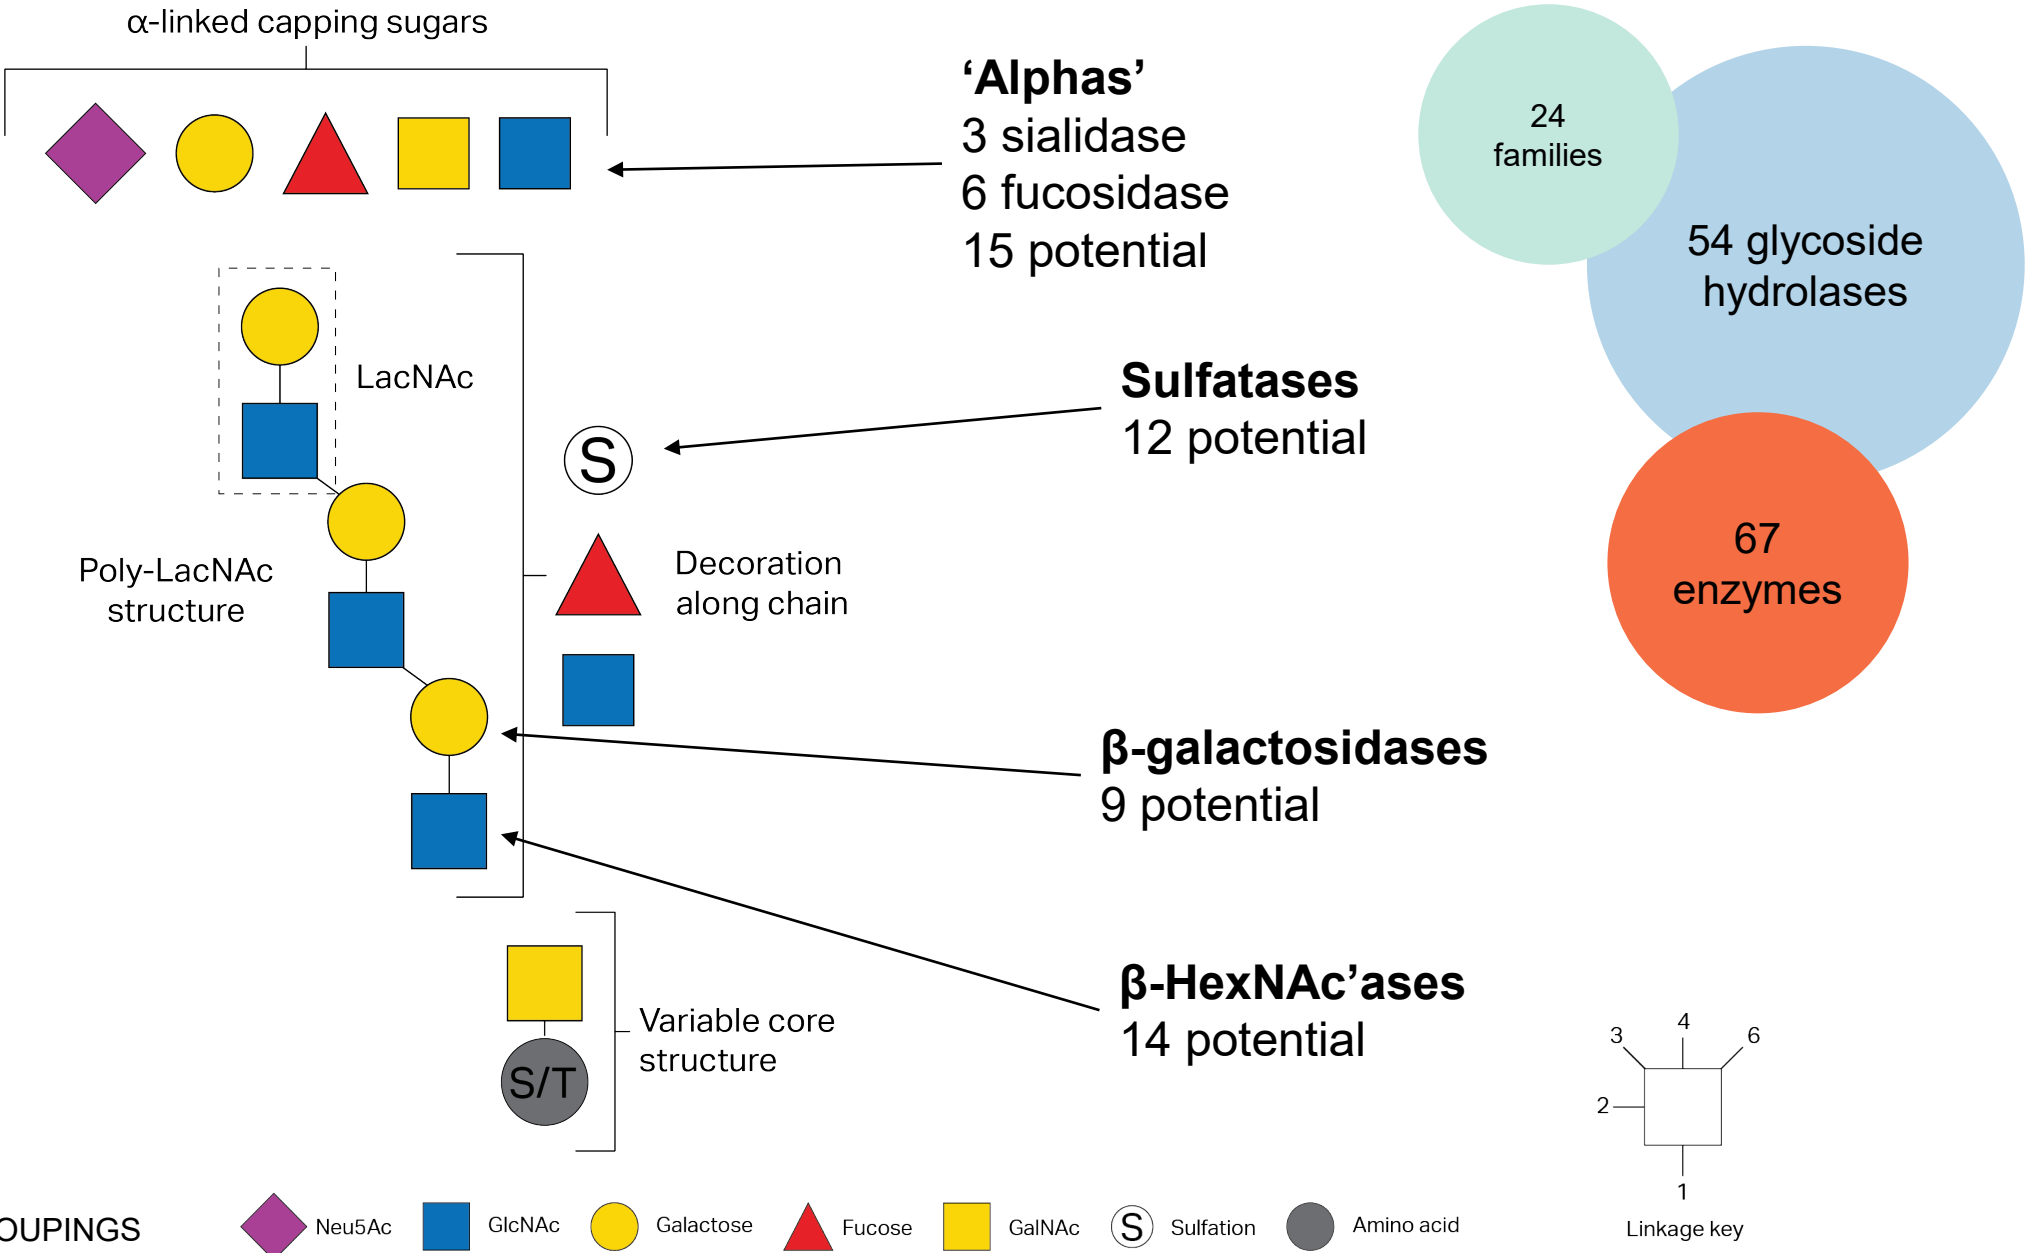 α-linked capping sugars
‘Alphas’
3 sialidase
6 fucosidase
15 potential
24
families
54 glycoside
hydrolases
LacNAc
Sulfatases
12 potential
S
Poly-LacNAc
structure
Decoration
along chain
67
enzymes
β-galactosidases
9 potential
β-HexNAc’ases
14 potential
Variable core
structure
S/T
3
4
6
2
1
Linkage key
OUPINGS
Neu5Ac
GlcNAc
Galactose
Fucose
GalNAc
S
Sulfation
Amino acid